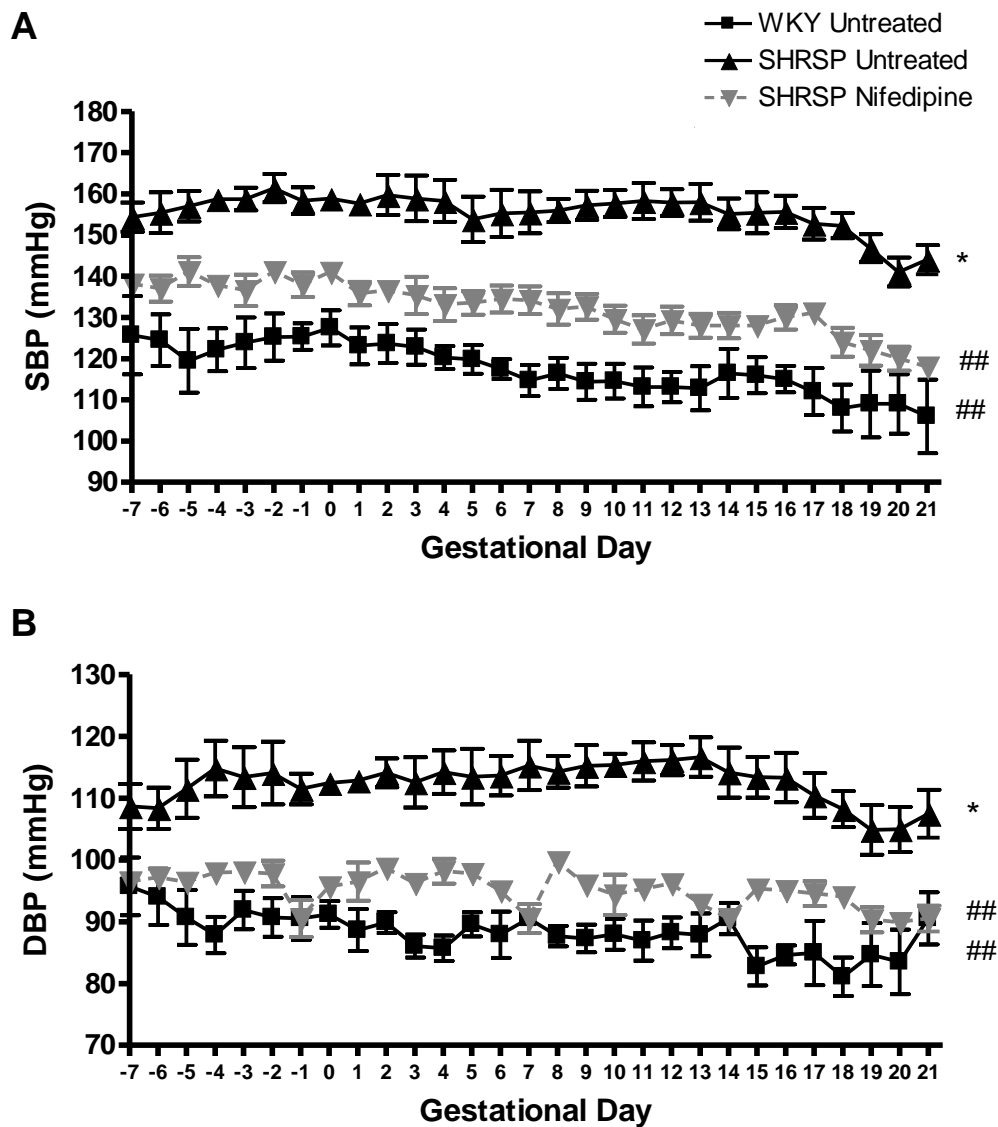 A
WKY Untreated
SHRSP Untreated
SHRSP Nifedipine
180
170
160
150
140
130
120
110
100
90
SBP (mmHg)
*
##
##
-7 -6 -5 -4 -3 -2 -1 0 1 2 3 4 5 6 7 8 9 10 11 12 13 14 15 16 17 18 19 20 21
Gestational Day
B
130
120
110
100
90
80
70
DBP (mmHg)
*
##
##
-7 -6 -5 -4 -3 -2 -1 0 1 2 3 4 5 6 7 8 9 10 11 12 13 14 15 16 17 18 19 20 21
Gestational Day